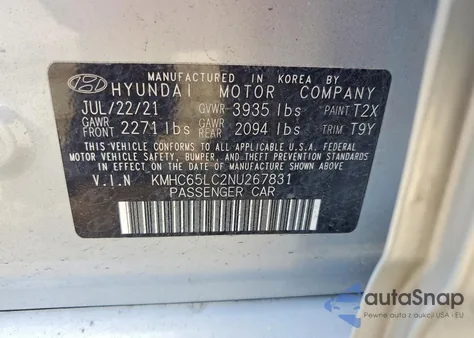 MANUFACTURED IN KOREA BY
HYUNDAI MOTOR COMPANY
JUL/22/21 GVWR-3935 lbs PAINT T2X
GAWR FRONT 2271 lbs GAWR REAR 2094 lbs TRIM T9Y
THIS VEHICLE CONFORMS TO ALL APPLICABLE U.S.A. FEDERAL
MOTOR VEHICLE SAFETY, BUMPER, AND THEFT PREVENTION
STANDARDS IN EFFECT ON THE DATE OF MANUFACTURE SHOWN ABOVE.
V.I.N KMHC65LC2NU267831
PASSENGER CAR
autoSnap
Pewne auta z aukcji USA i EU